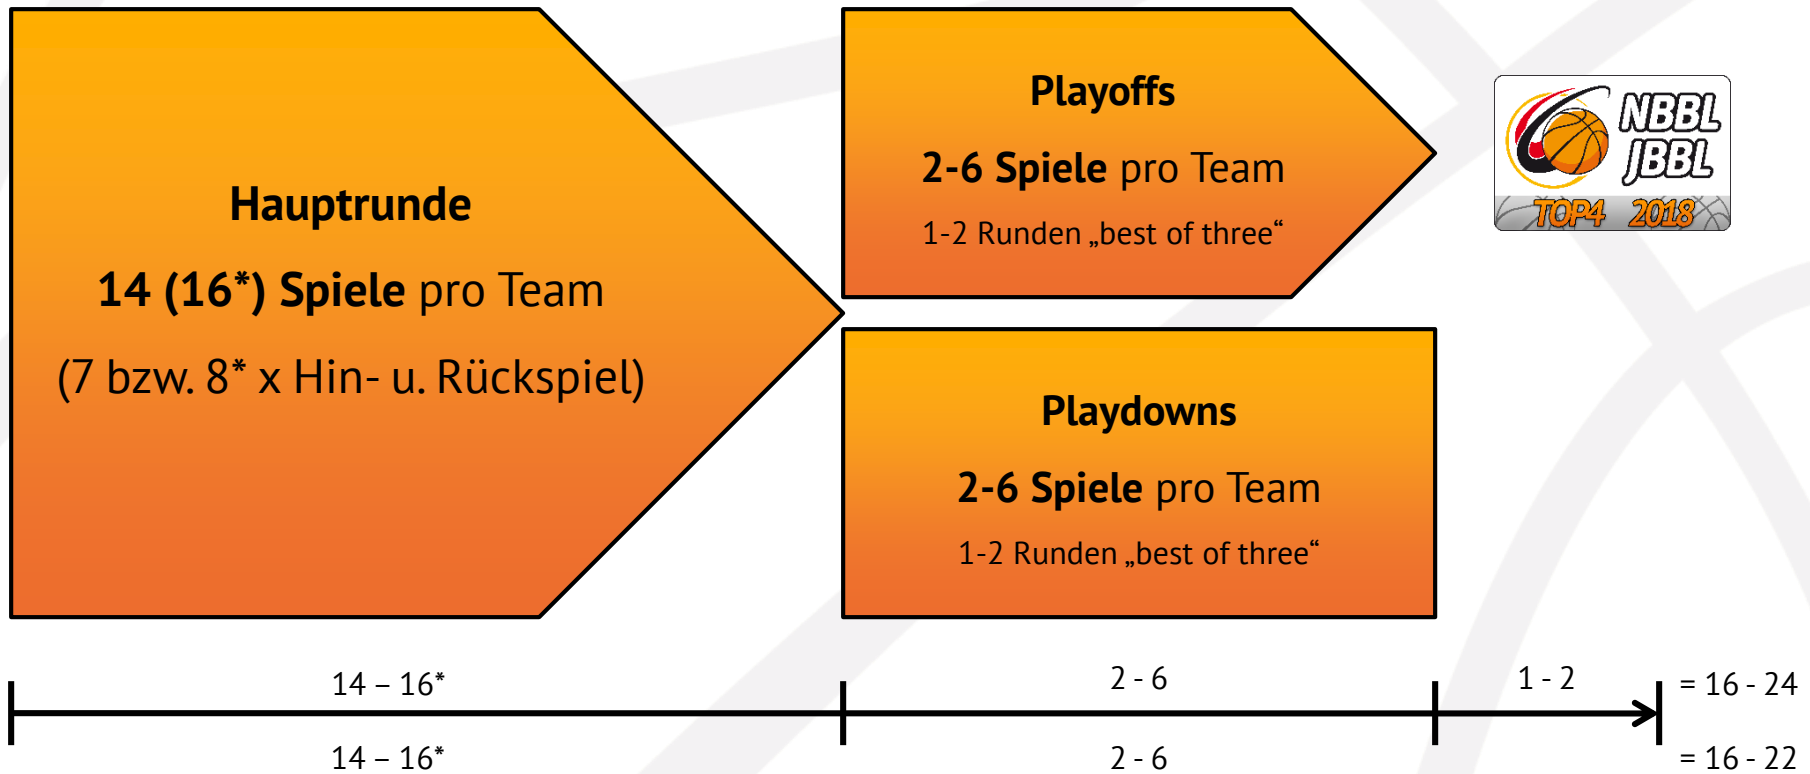 Hauptrunde
14 (16*) Spiele pro Team
(7 bzw. 8* x Hin- u. Rückspiel)
Playoffs
2-6 Spiele pro Team
1-2 Runden „best of three“
NBBL
JBBL
TOP4 2018
Playdowns
2-6 Spiele pro Team
1-2 Runden „best of three“
14 – 16* 2 - 6 1 - 2 = 16 - 24
14 – 16* 2 - 6 = 16 - 22